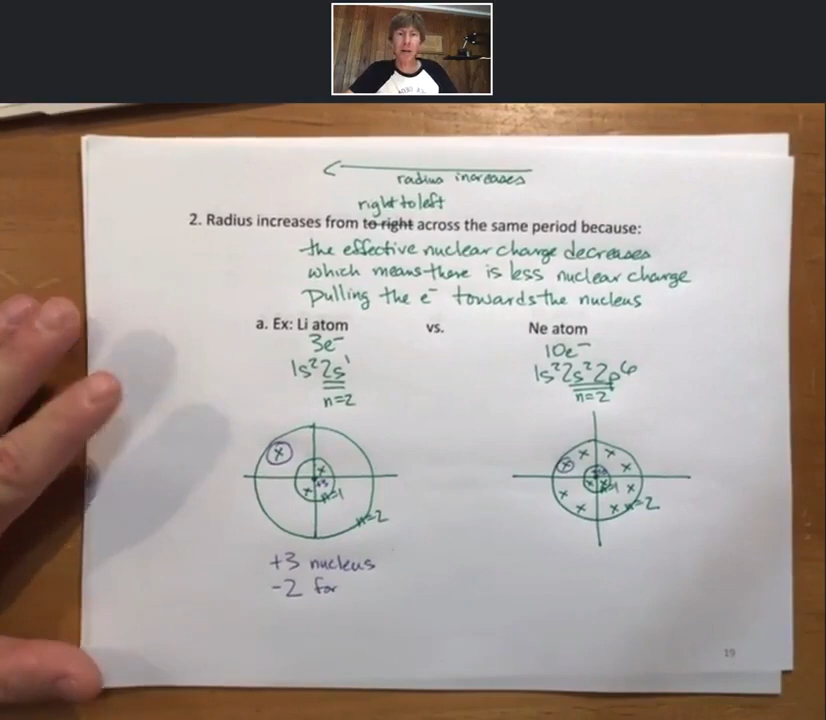 radius increases
right to left
2. Radius increases from to right across the same period because:
the effective nuclear charge decreases
which means there is less nuclear charge
pulling the e⁻ towards the nucleus
a. Ex: Li atom vs. Ne atom
3e⁻ 10e⁻
1s²2s¹ 1s²2s²2p⁶
n=2 n=2
x x x
x x x
+3
x n=1 x x n=1 x
x x x n=2
n=2
+3 nucleus
-2 for
19